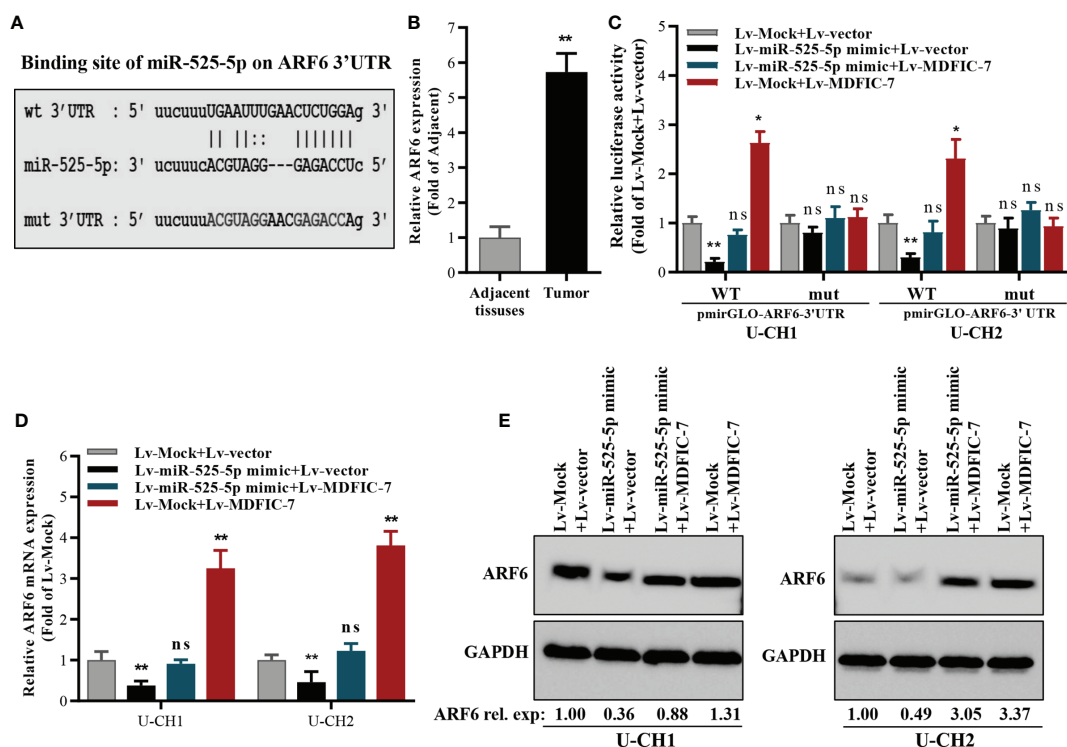 A
Binding site of miR-525-5p on ARF6 3'UTR
wt 3'UTR : 5' uucuuuUGAAUUUGAACUCUGGAg 3'
|| ||:: |||||||
miR-525-5p: 3' ucuuucACGUAGG---GAGACCUc 5'
mut 3'UTR : 5' uucuuuACGUAGGAACGAGACCAg 3'
B
Relative ARF6 expression
(Fold of Adjacent)
7
6
5
4
3
2
1
0
**
Adjacent
tissuses
Tumor
C
Relative luciferase activity
(Fold of Lv-Mock+Lv-vector)
5
4
3
2
1
0
Lv-Mock+Lv-vector
Lv-miR-525-5p mimic+Lv-vector
Lv-miR-525-5p mimic+Lv-MDFIC-7
Lv-Mock+Lv-MDFIC-7
** ns * ns ns ns ** ns * ns ns ns
WT mut WT mut
pmirGLO-ARF6-3'UTR pmirGLO-ARF6-3' UTR
U-CH1 U-CH2
D
Relative ARF6 mRNA expression
(Fold of Lv-Mock)
6
4
2
1
0
Lv-Mock+Lv-vector
Lv-miR-525-5p mimic+Lv-vector
Lv-miR-525-5p mimic+Lv-MDFIC-7
Lv-Mock+Lv-MDFIC-7
** ns ** ** ns **
U-CH1 U-CH2
E
Lv-Mock
+Lv-vector
Lv-miR-525-5p mimic
+Lv-vector
Lv-miR-525-5p mimic
+Lv-MDFIC-7
Lv-Mock
+Lv-MDFIC-7
ARF6
GAPDH
ARF6 rel. exp: 1.00 0.36 0.88 1.31
U-CH1
Lv-Mock
+Lv-vector
Lv-miR-525-5p mimic
+Lv-vector
Lv-miR-525-5p mimic
+Lv-MDFIC-7
Lv-Mock
+Lv-MDFIC-7
ARF6
GAPDH
1.00 0.49 3.05 3.37
U-CH2